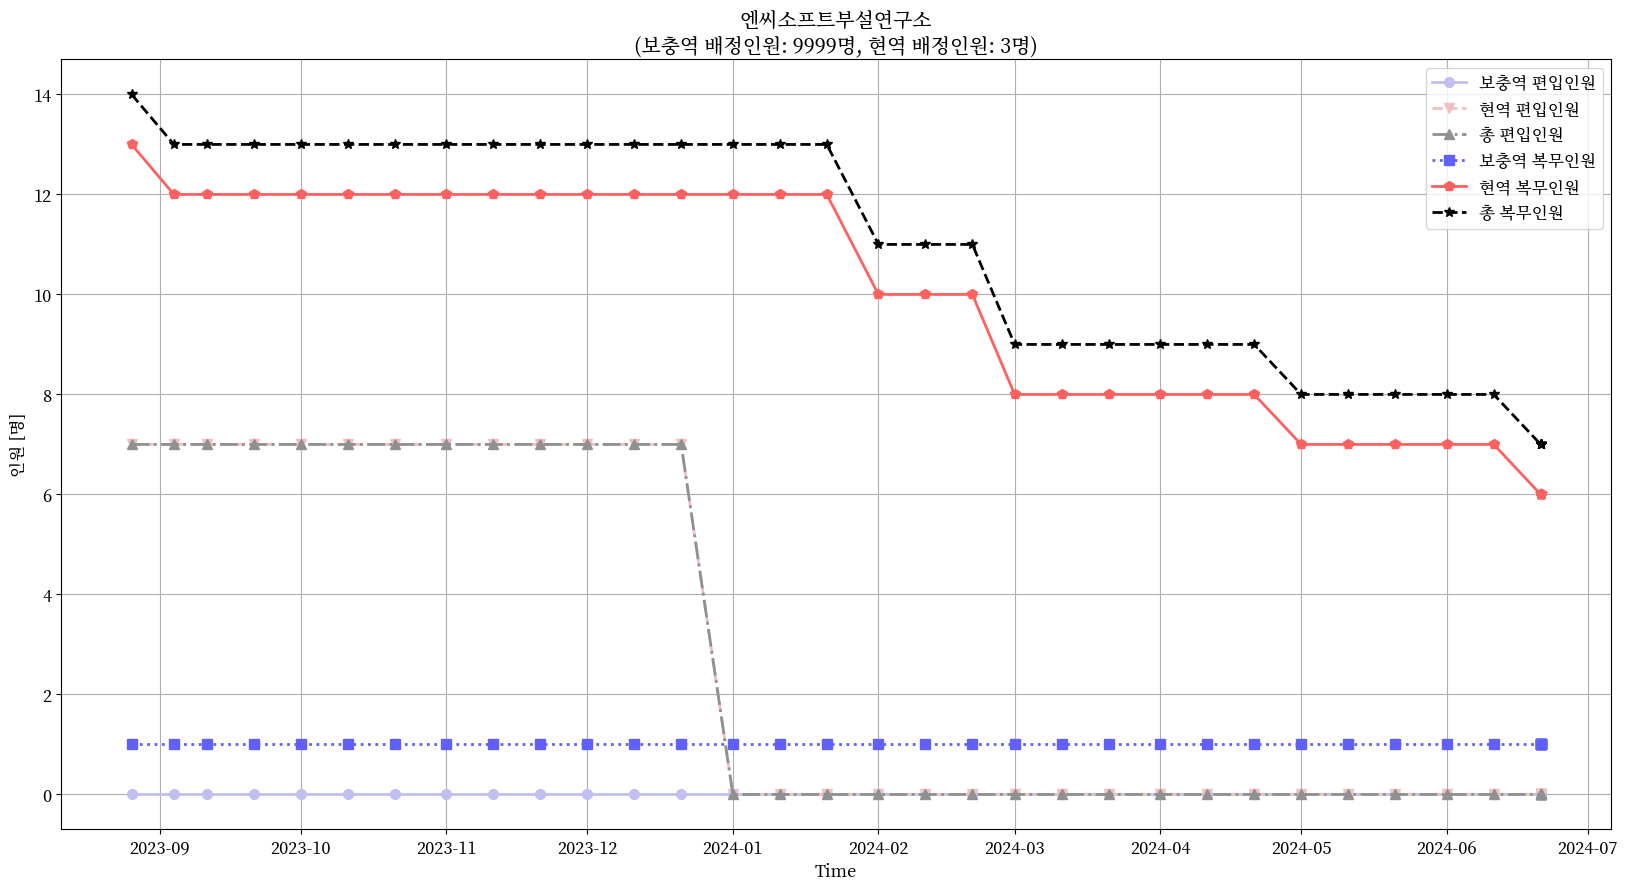 엔씨소프트부설연구소
(보충역 배정인원: 9999명, 현역 배정인원: 3명)
보충역 편입인원
현역 편입인원
총 편입인원
보충역 복무인원
현역 복무인원
총 복무인원
인원 [명]
14
12
10
8
6
4
2
0
2023-09
2023-10
2023-11
2023-12
2024-01
2024-02
2024-03
2024-04
2024-05
2024-06
2024-07
Time